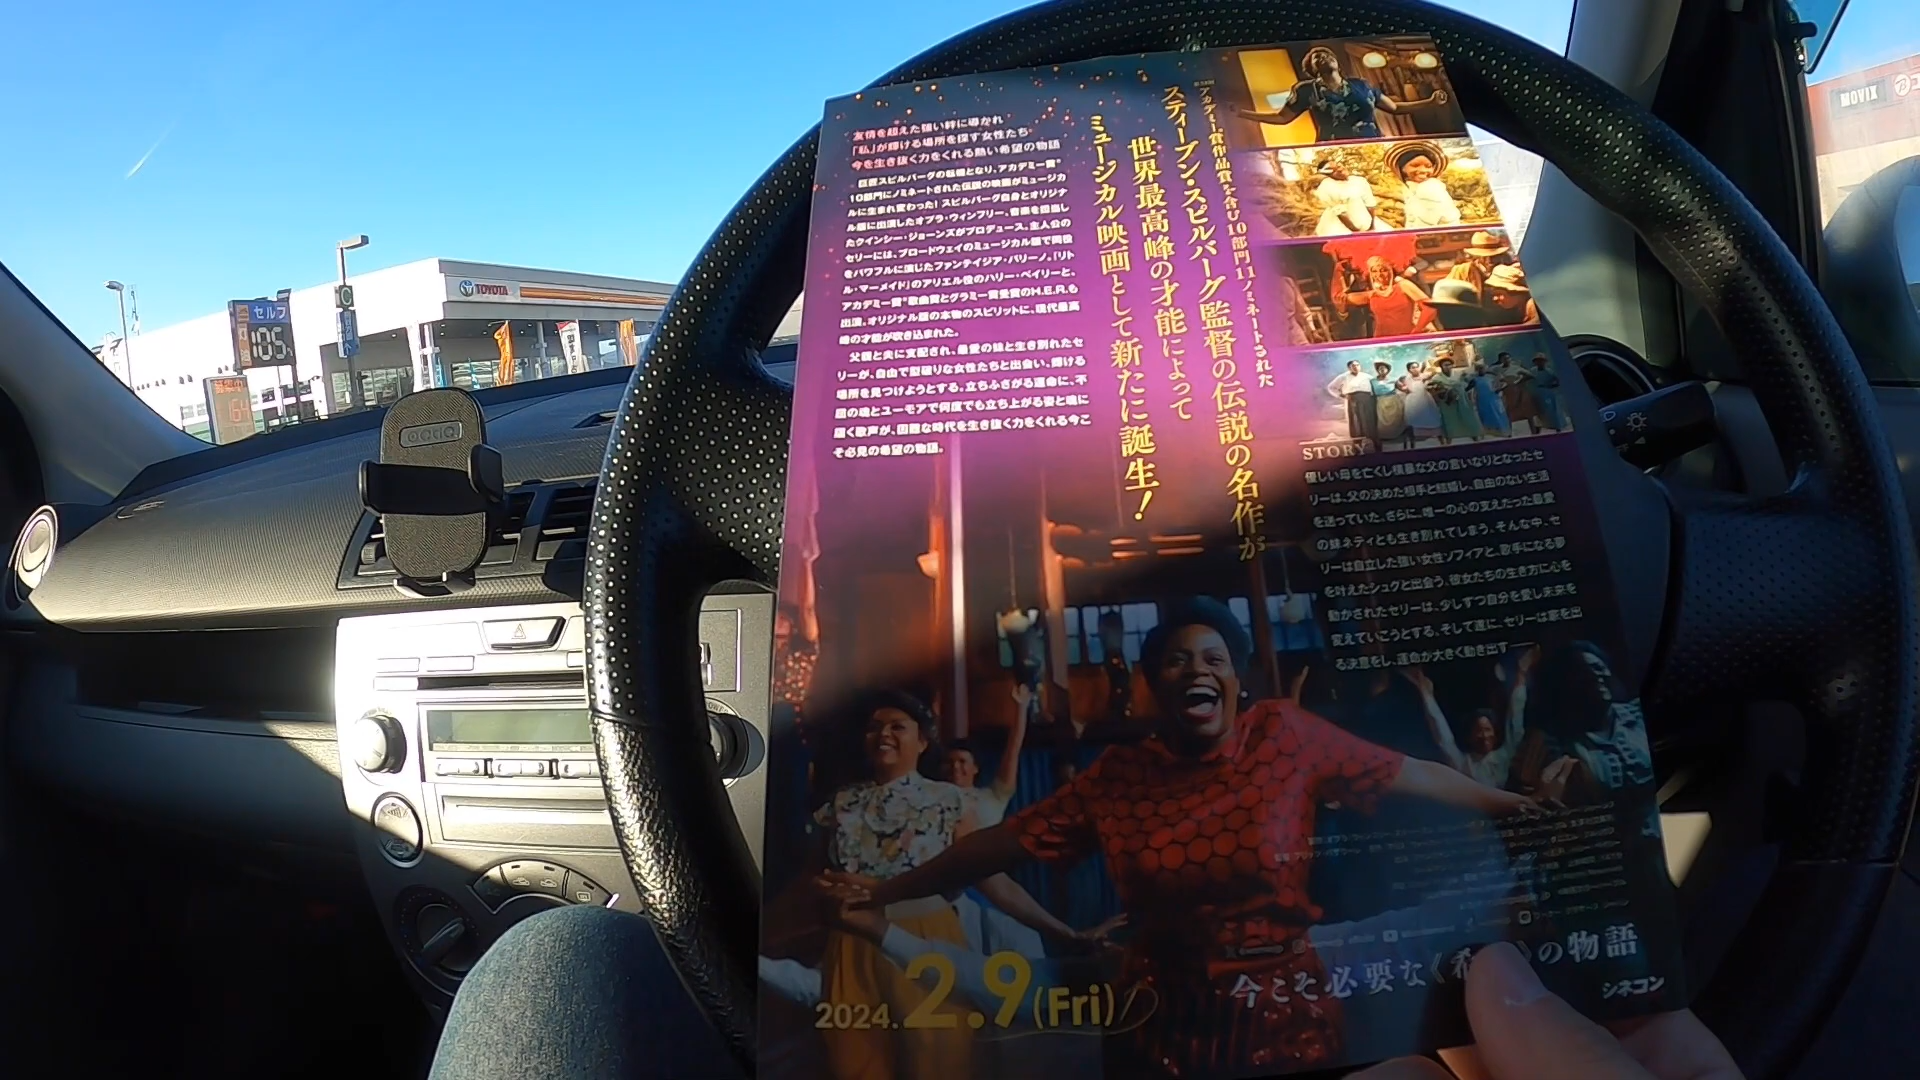 友情を超えた強い絆に導かれ
「私」が輝ける場所を探す女性たち
今を生き抜く力をくれる熱い希望の物語
巨匠スピルバーグの転機となり、アカデミー賞®
10部門にノミネートされた伝説の映画がミュージカ
ルに生まれ変わった！スピルバーグ自身とオリジナ
ル版に出演したオプラ・ウィンフリー、音楽を担当し
たクインシー・ジョーンズがプロデュース。主人公の
セリーには、ブロードウェイのミュージカル版で同役
をパワフルに演じたファンテイジア・バリーノ。『リト
ル・マーメイド』のアリエル役のハリー・ベイリーと、
アカデミー賞®歌曲賞とグラミー賞受賞のH.E.R.も
出演。オリジナル版の本物のスピリットに、現代最高
峰の才能が吹き込まれた。
父親と夫に支配され、最愛の妹と生き別れたセ
リーが、自由で型破りな女性たちと出会い、輝ける
場所を見つけようとする。立ちふさがる運命に、不
屈の魂とユーモアで何度でも立ち上がる姿と魂に
届く歌声が、困難な時代を生き抜く力をくれる今こ
そ必見の希望の物語。
アカデミー賞作品賞を含む10部門11ノミネートされた
スティーブン・スピルバーグ監督の伝説の名作が
世界最高峰の才能によって
ミュージカル映画として新たに誕生！
STORY
優しい母を亡くし横暴な父の言いなりとなったセ
リーは、父の決めた相手と結婚し、自由のない生活
を送っていた。さらに、唯一の心の支えだった最愛
の妹ネティとも生き別れてしまう。そんな中、セ
リーは自立した強い女性ソフィアと、歌手になる夢
を叶えたシュグと出会う。彼女たちの生き方に心を
動かされたセリーは、少しずつ自分を愛し未来を
変えていこうとする。そして遂に、セリーは家を出
る決意をし、運命が大きく動き出す──
今こそ必要な〈希
の物語
シネコン
2024.2.9(Fri)
TOYOTA
セルフ
105
164
C
MOVIX